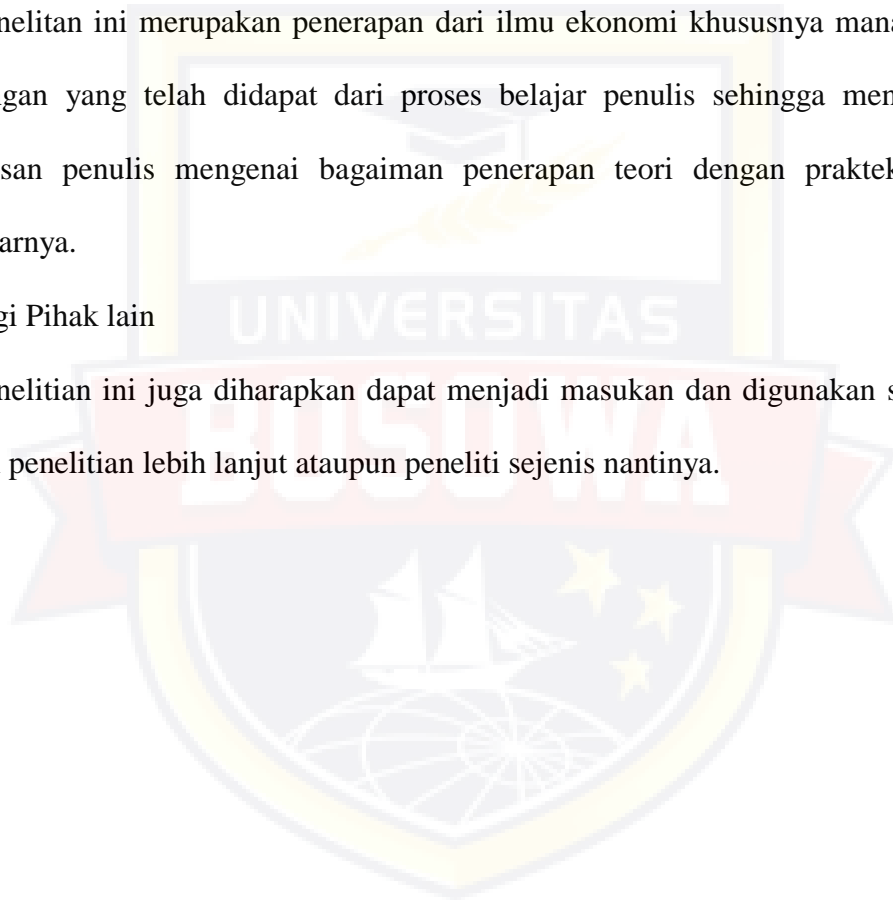 nelitan ini merupakan penerapan dari ilmu ekonomi khususnya mana
ngan yang telah didapat dari proses belajar penulis sehingga men
san penulis mengenai bagaiman penerapan teori dengan praktek
arnya.
gi Pihak lain
nelitian ini juga diharapkan dapat menjadi masukan dan digunakan s
penelitian lebih lanjut ataupun peneliti sejenis nantinya.
UNIVERSITAS
BOSOWA